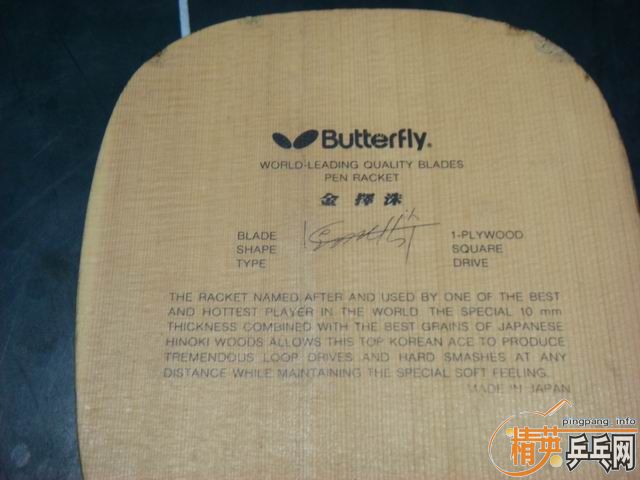 Butterfly®
WORLD-LEADING QUALITY BLADES
PEN RACKET
金擇洙
BLADE 1-PLYWOOD
SHAPE SQUARE
TYPE DRIVE
THE RACKET NAMED AFTER AND USED BY ONE OF THE BEST
AND HOTTEST PLAYER IN THE WORLD. THE SPECIAL 10 mm
THICKNESS COMBINED WITH THE BEST GRAINS OF JAPANESE
HINOKI WOODS ALLOWS THIS TOP KOREAN ACE TO PRODUCE
TREMENDOUS LOOP DRIVES AND HARD SMASHES AT ANY
DISTANCE WHILE MAINTAINING THE SPECIAL SOFT FEELING.
MADE IN JAPAN
pingpang.info
精英乒乓网